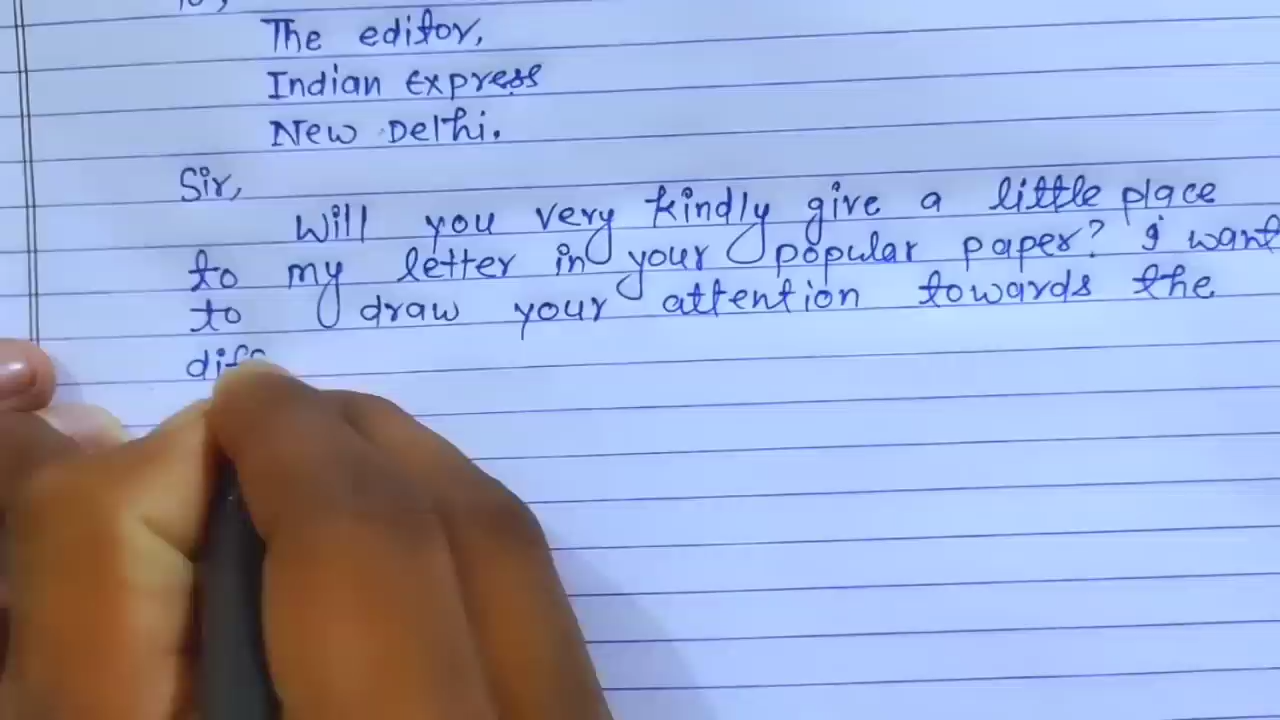 The editor,
Indian Express
New Delhi.
Sir,
Will you very kindly give a little place
to my letter in your popular paper? I want
to draw your attention towards the